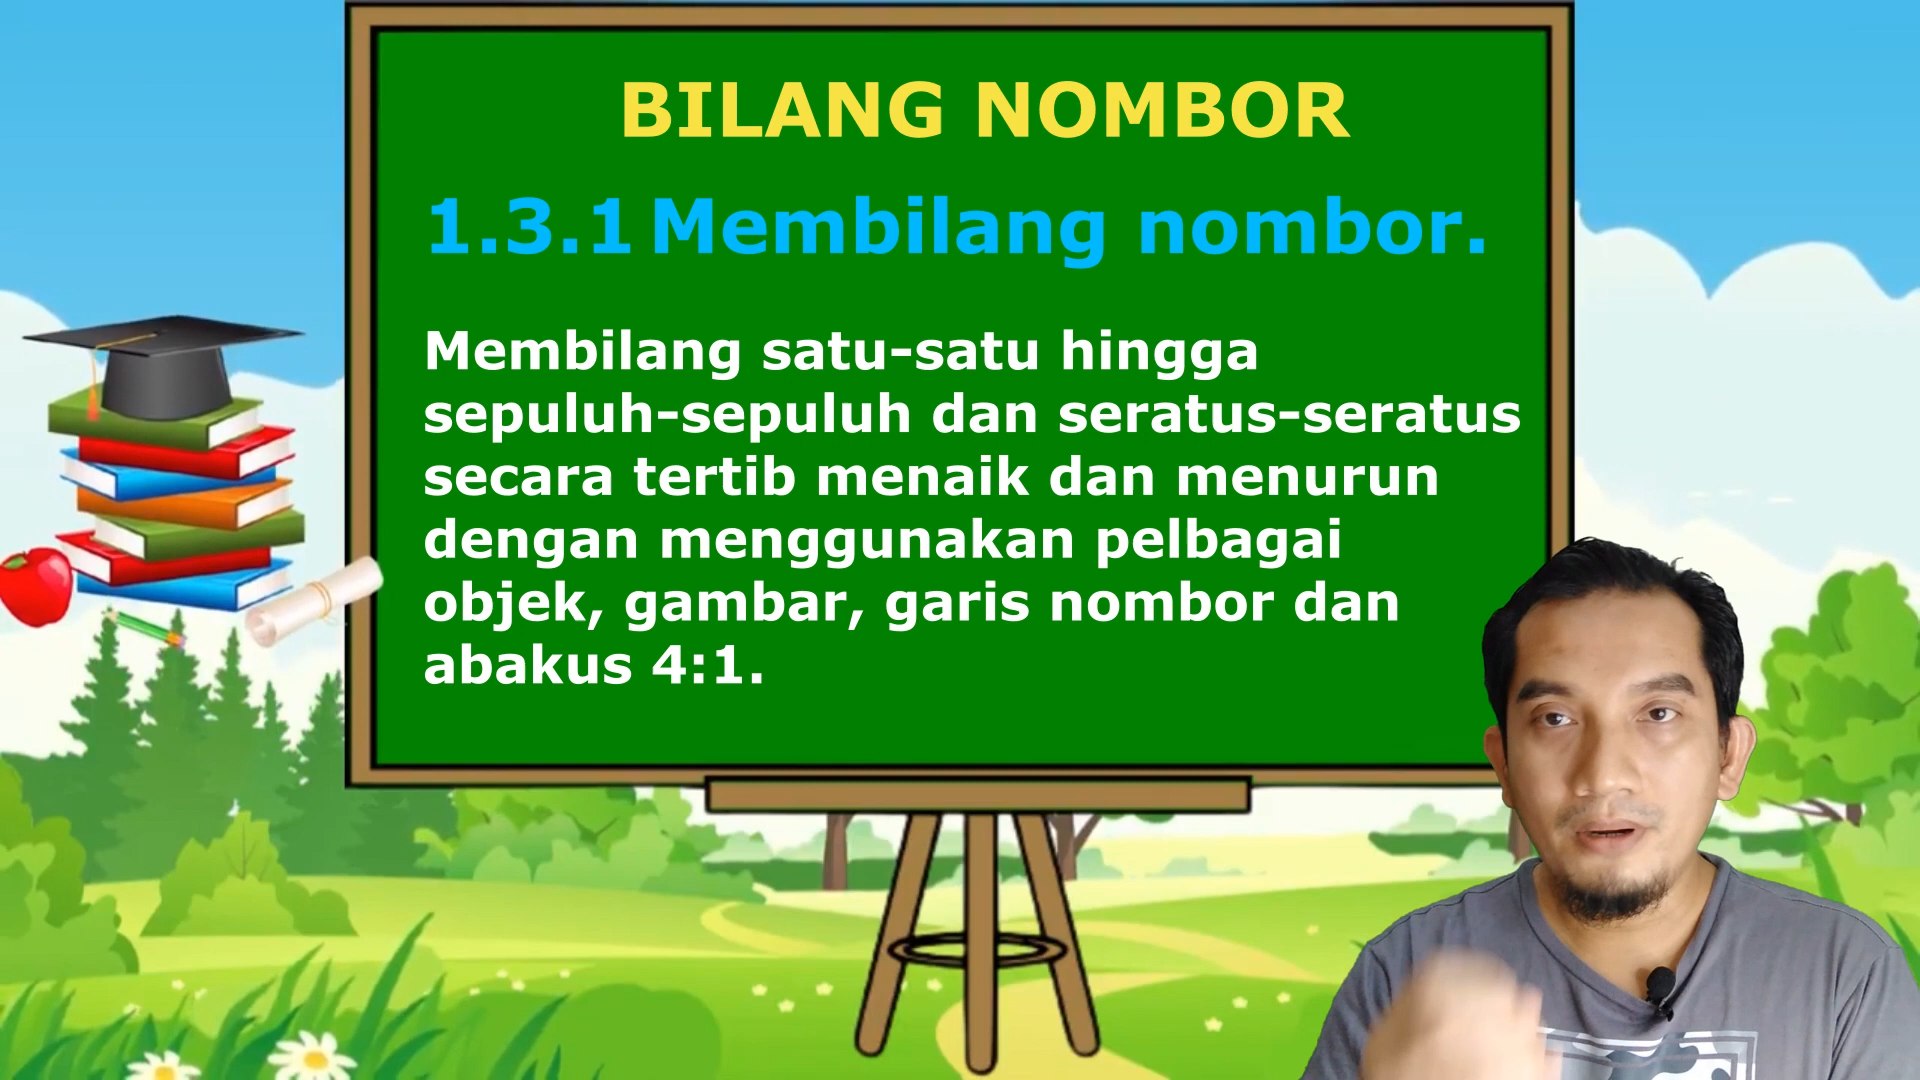 BILANG NOMBOR
1.3.1 Membilang nombor.
Membilang satu-satu hingga
sepuluh-sepuluh dan seratus-seratus
secara tertib menaik dan menurun
dengan menggunakan pelbagai
objek, gambar, garis nombor dan
abakus 4:1.